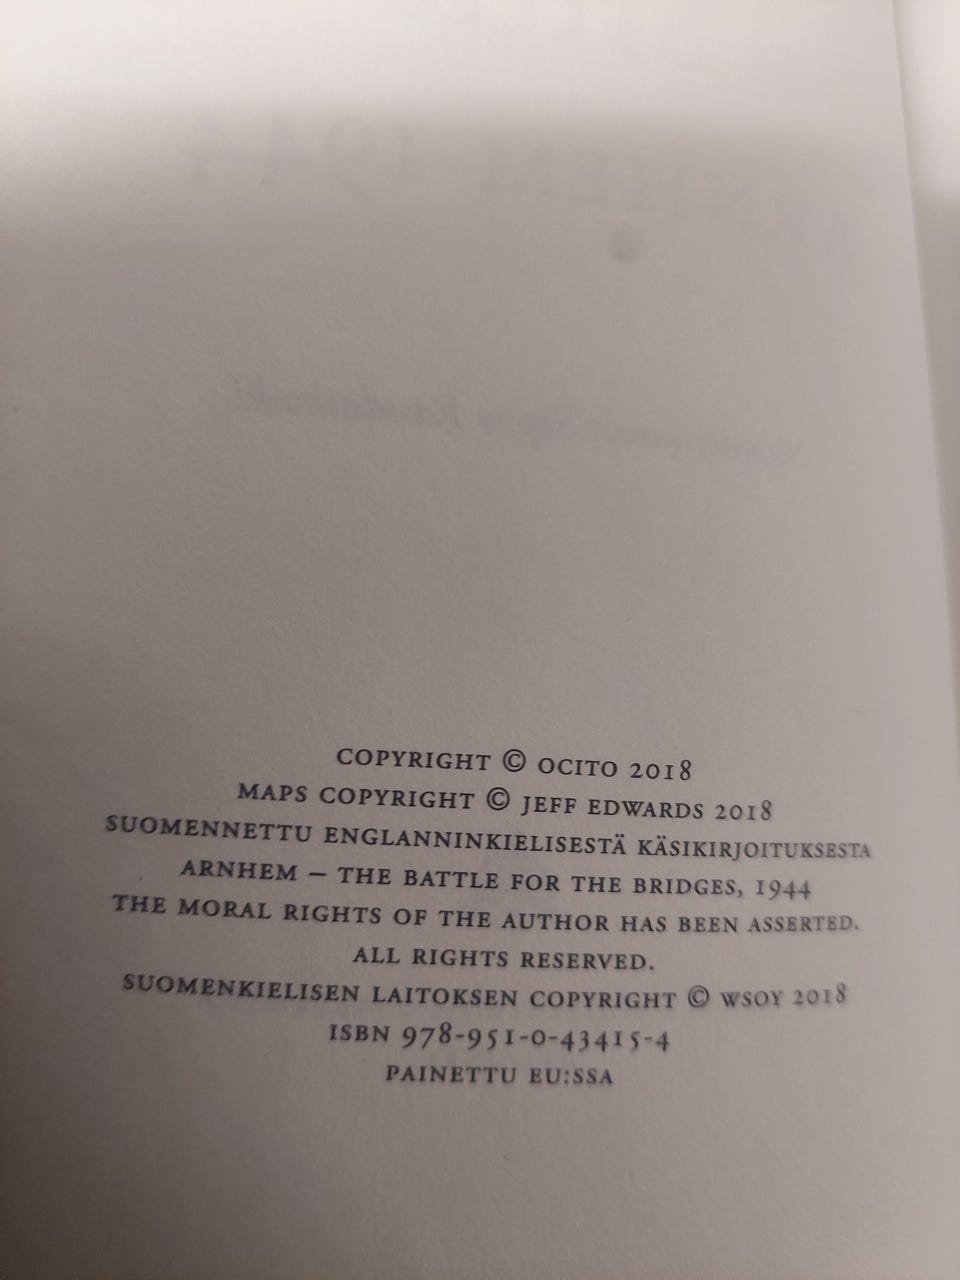 COPYRIGHT © OCITO 2018
MAPS COPYRIGHT © JEFF EDWARDS 2018
SUOMENNETTU ENGLANNINKIELISESTÄ KÄSIKIRJOITUKSESTA
ARNHEM – THE BATTLE FOR THE BRIDGES, 1944
THE MORAL RIGHTS OF THE AUTHOR HAS BEEN ASSERTED.
ALL RIGHTS RESERVED.
SUOMENKIELISEN LAITOKSEN COPYRIGHT © WSOY 2018
ISBN 978-951-0-43415-4
PAINETTU EU:SSA